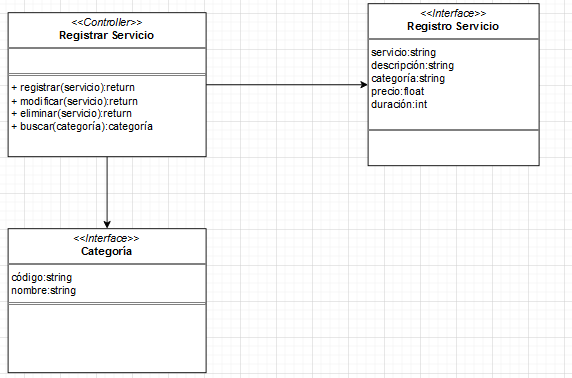 <<Controller>>
Registrar Servicio
+ registrar(servicio):return
+ modificar(servicio):return
+ eliminar(servicio):return
+ buscar(categoría):categoría
<<Interface>>
Registro Servicio
servicio:string
descripción:string
categoría:string
precio:float
duración:int
<<Interface>>
Categoría
código:string
nombre:string